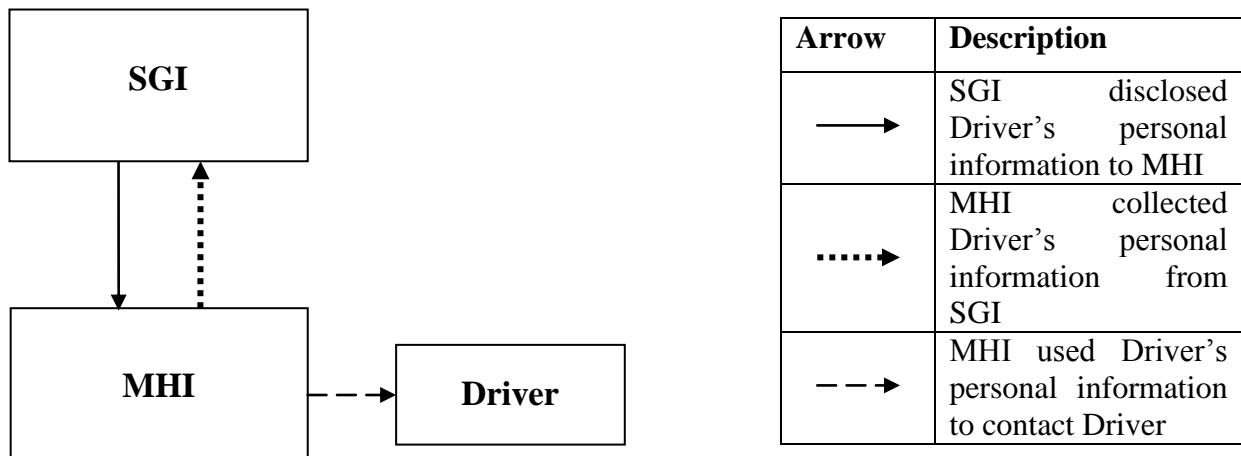 SGI
MHI
Driver
Arrow Description
SGI disclosed
Driver’s personal
information to MHI
MHI collected
Driver’s personal
information from
SGI
MHI used Driver’s
personal information
to contact Driver